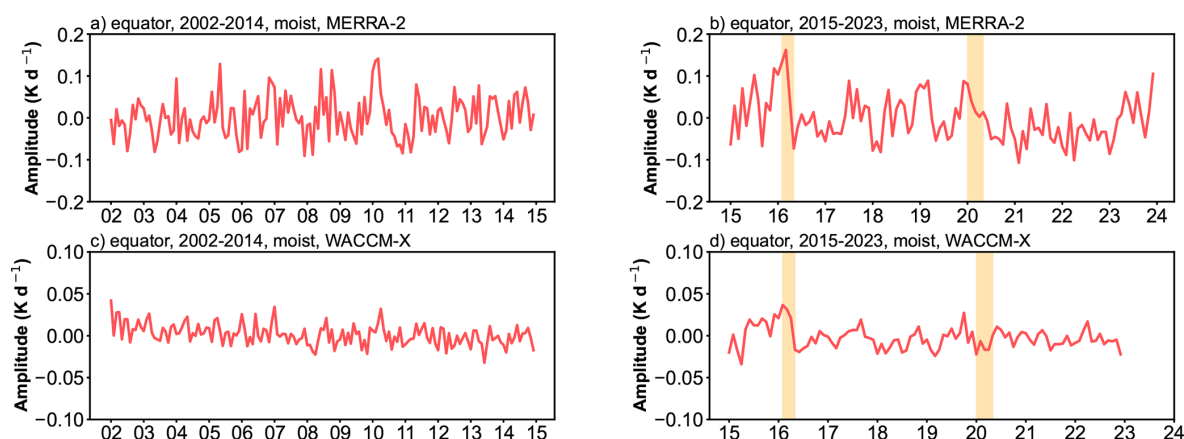 a) equator, 2002-2014, moist, MERRA-2
Amplitude (K d⁻¹)
0.2
0.1
0.0
−0.1
−0.2
02 03 04 05 06 07 08 09 10 11 12 13 14 15
b) equator, 2015-2023, moist, MERRA-2
Amplitude (K d⁻¹)
0.2
0.1
0.0
−0.1
−0.2
15 16 17 18 19 20 21 22 23 24
c) equator, 2002-2014, moist, WACCM-X
Amplitude (K d⁻¹)
0.10
0.05
0.00
−0.05
−0.10
02 03 04 05 06 07 08 09 10 11 12 13 14 15
d) equator, 2015-2023, moist, WACCM-X
Amplitude (K d⁻¹)
0.10
0.05
0.00
−0.05
−0.10
15 16 17 18 19 20 21 22 23 24